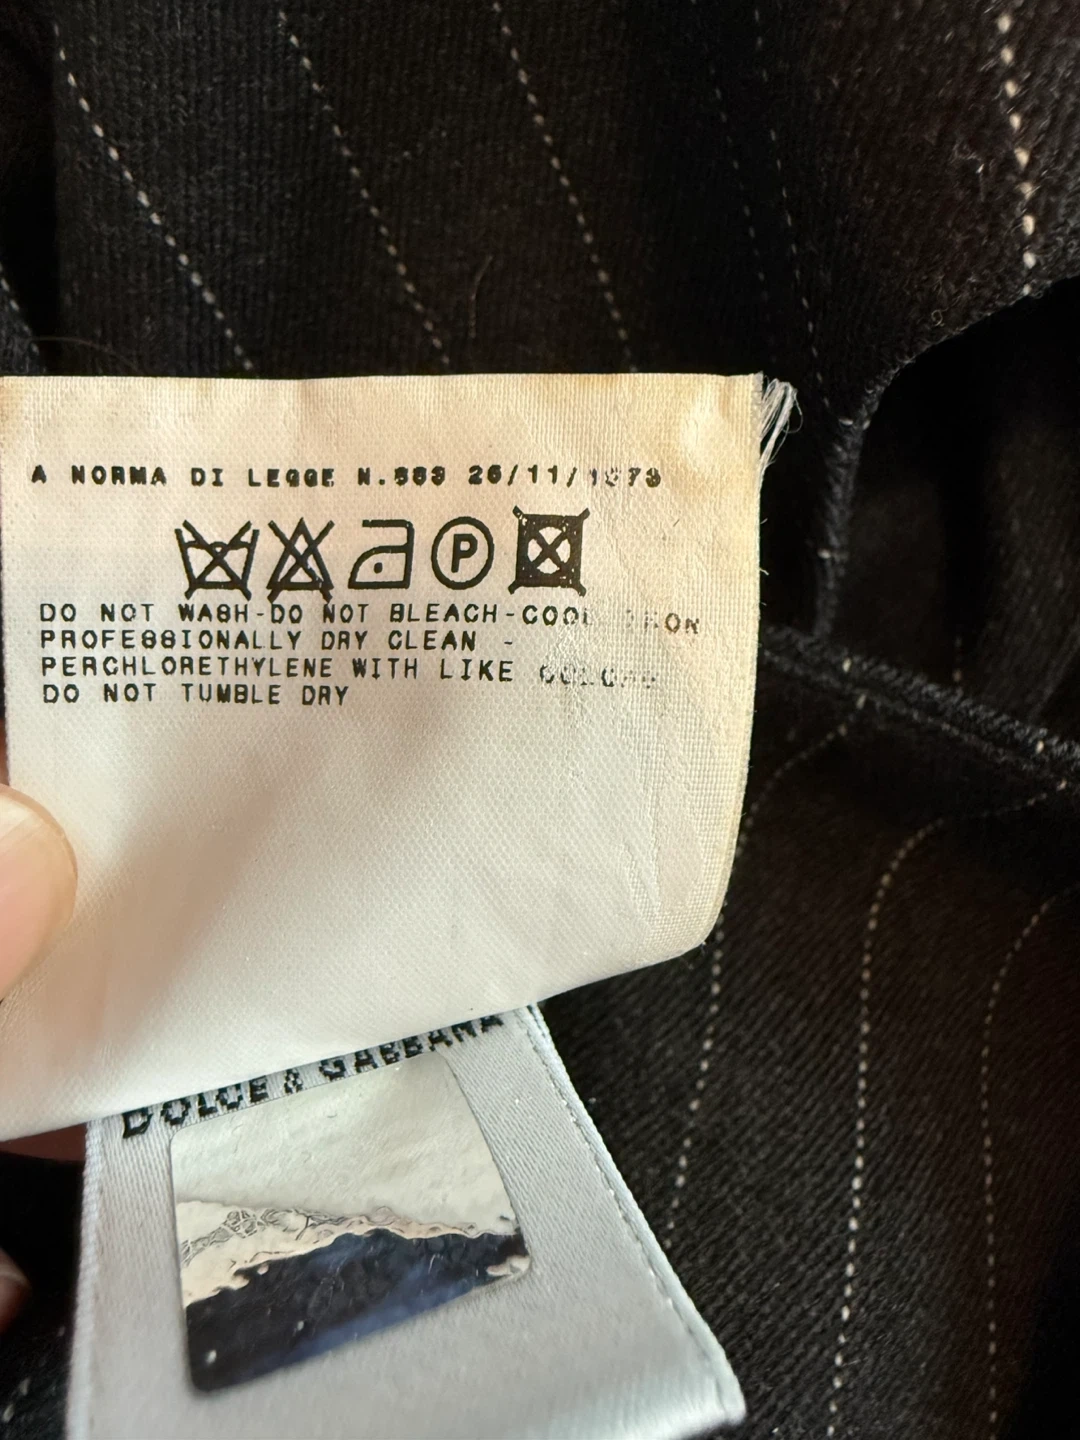 A NORMA DI LEGGE N.883 26/11/1973
P
DO NOT WASH-DO NOT BLEACH-COOL IRON
PROFESSIONALLY DRY CLEAN -
PERCHLORETHYLENE WITH LIKE COLORS
DO NOT TUMBLE DRY
DOLCE & GABBANA